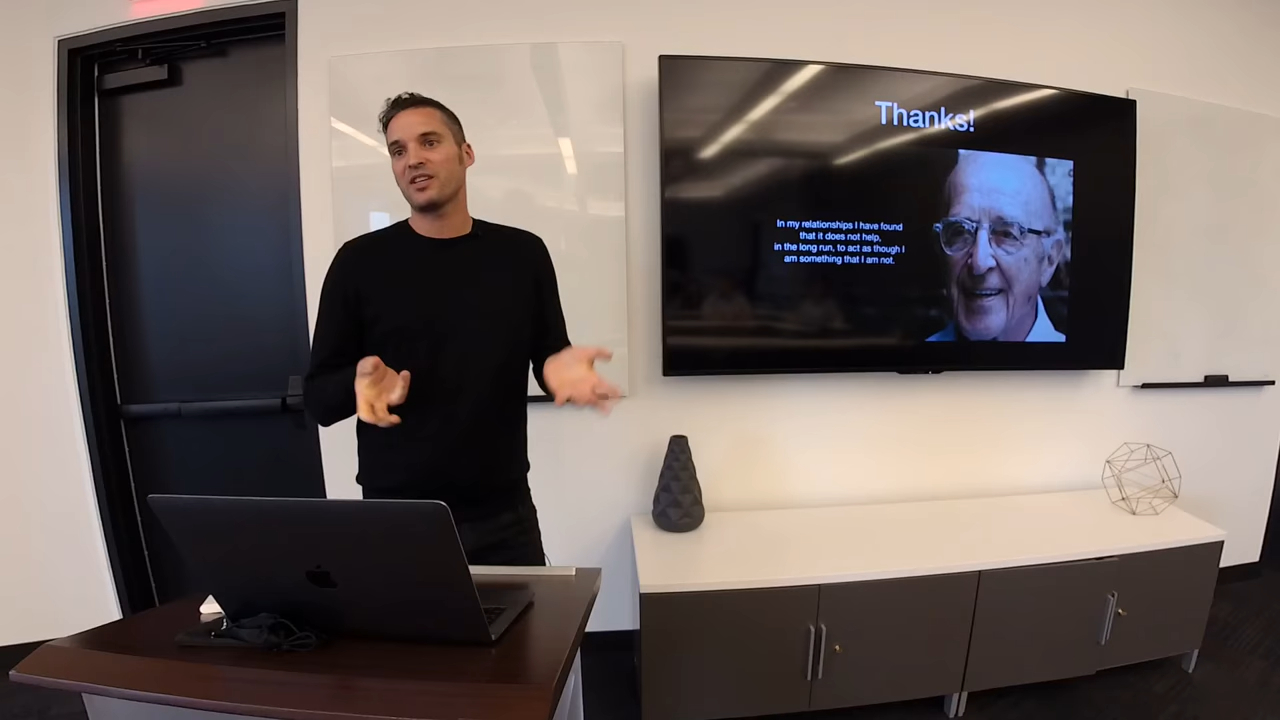 Thanks!
In my relationships I have found
that it does not help,
in the long run, to act as though I
am something that I am not.